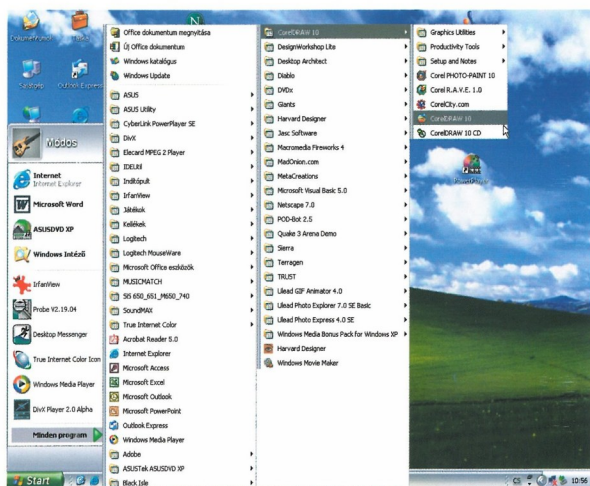 Dokumentumok
Saját gép
Outlook Express
Módos
Internet
Internet Explorer
Microsoft Word
ASUSDVD XP
Windows Intéző
IrfanView
Probe V2.19.04
Desktop Messenger
True Internet Color Icon
Windows Media Player
DivX Player 2.0 Alpha
Minden program
Start
Office dokumentum megnyitása
Új Office dokumentum
Windows katalógus
Windows Update
ASUS
ASUS Utility
CyberLink PowerPlayer SE
DivX
Elecard MPEG 2 Player
IDEUtil
Indítópult
IrfanView
Játékok
Kellékek
Logitech
Logitech MouseWare
Microsoft Office eszközök
MUSICMATCH
SiS 650_651_M650_740
SoundMAX
True Internet Color
Acrobat Reader 5.0
Internet Explorer
Microsoft Access
Microsoft Excel
Microsoft Outlook
Microsoft PowerPoint
Outlook Express
Windows Media Player
Adobe
ASUSTek ASUSDVD XP
Black Isle
CorelDRAW 10
DesignWorkshop Lite
Desktop Architect
Diablo
DVDx
Giants
Harvard Designer
Jasc Software
Macromedia Fireworks 4
MadOnion.com
MetaCreations
Microsoft Visual Basic 5.0
Netscape 7.0
POD-Bot 2.5
Quake 3 Arena Demo
Sierra
Terragen
TRUST
Ulead GIF Animator 4.0
Ulead Photo Explorer 7.0 SE Basic
Ulead Photo Express 4.0 SE
Windows Media Bonus Pack for Windows XP
Harvard Designer
Windows Movie Maker
Graphics Utilities
Productivity Tools
Setup and Notes
Corel PHOTO-PAINT 10
Corel R.A.V.E. 1.0
CorelCity.com
CorelDRAW 10
CorelDRAW 10 CD
PowerPlayer
CS
10:56